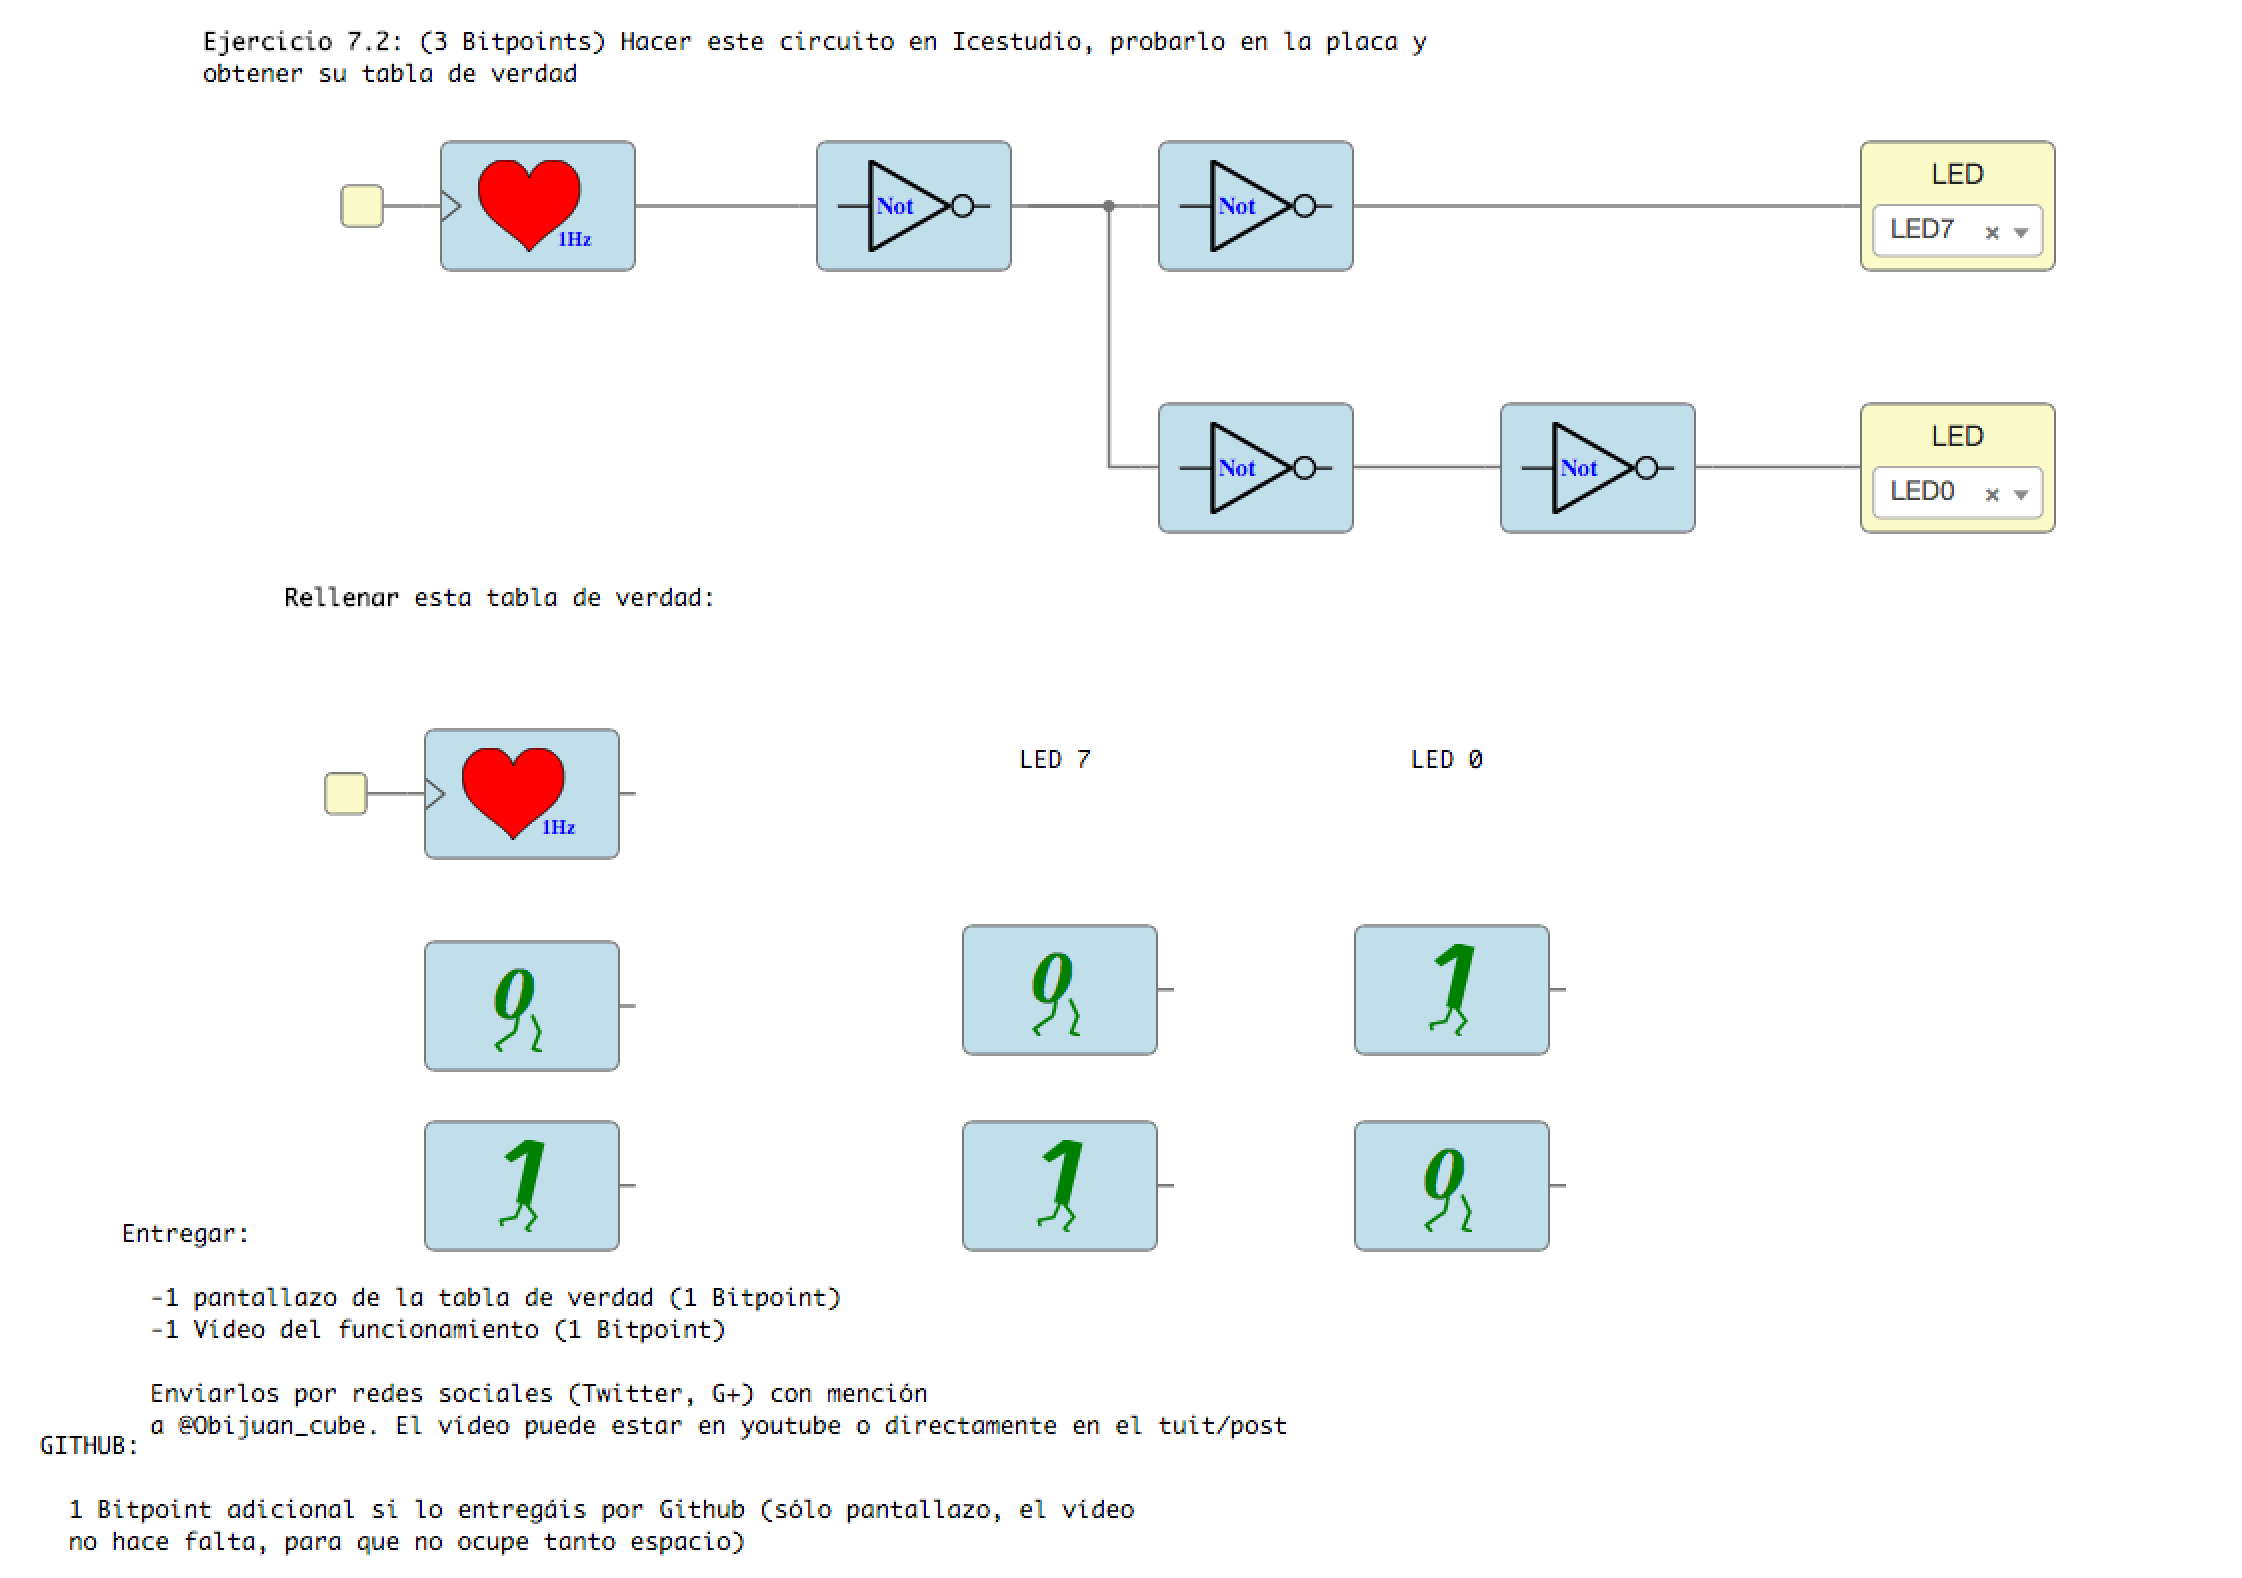 Ejercicio 7.2: (3 Bitpoints) Hacer este circuito en Icestudio, probarlo en la placa y
obtener su tabla de verdad
1Hz
Not
Not
LED
LED7
Not
Not
LED
LED0
Rellenar esta tabla de verdad:
1Hz
LED 7
LED 0
0
0
1
1
1
0
Entregar:
-1 pantallazo de la tabla de verdad (1 Bitpoint)
-1 Vídeo del funcionamiento (1 Bitpoint)
Enviarlos por redes sociales (Twitter, G+) con mención
a @Obijuan_cube. El vídeo puede estar en youtube o directamente en el tuit/post
GITHUB:
1 Bitpoint adicional si lo entregáis por Github (sólo pantallazo, el vídeo
no hace falta, para que no ocupe tanto espacio)